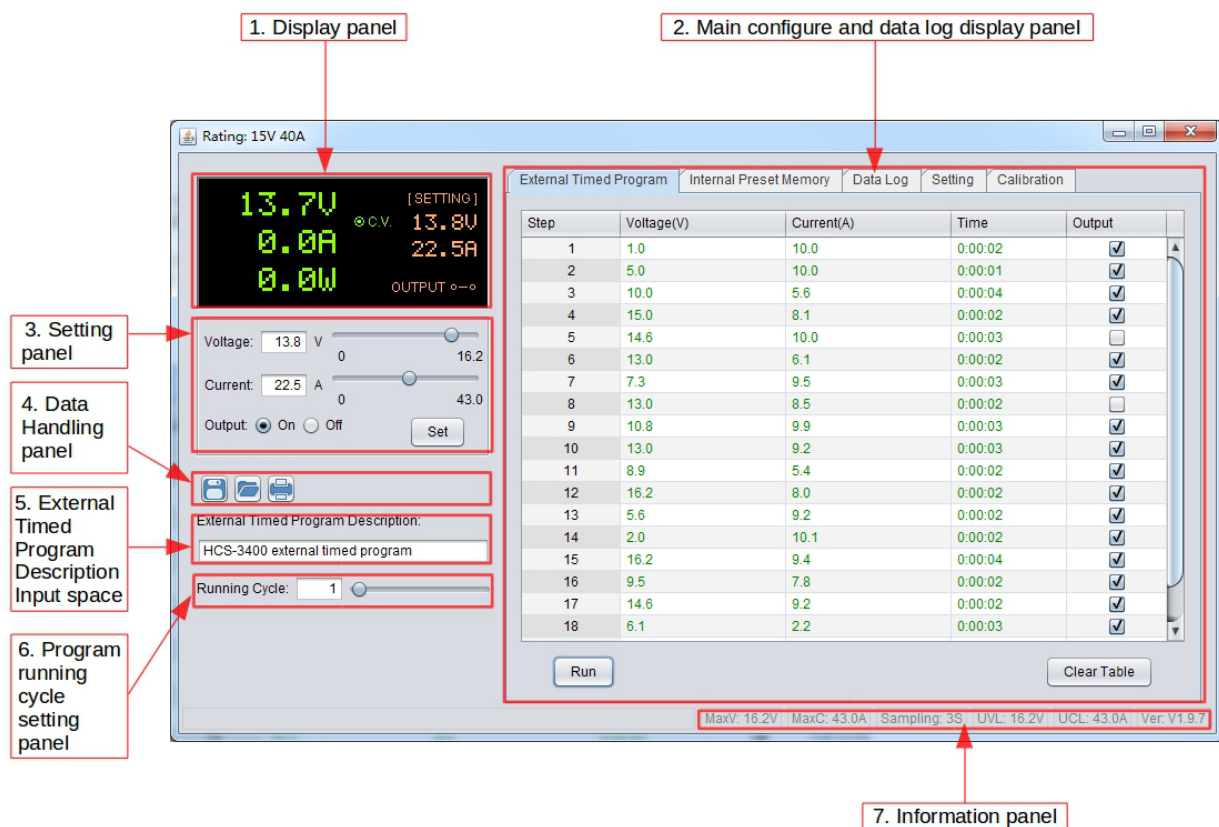 1. Display panel
2. Main configure and data log display panel
Rating: 15V 40A
13.7V
0.0A
0.0W
C.V.
[SETTING]
13.8V
22.5A
OUTPUT
3. Setting
panel
Voltage: 13.8 V
0 16.2
Current: 22.5 A
0 43.0
Output: On Off
Set
4. Data
Handling
panel
5. External
Timed
Program
Description
Input space
External Timed Program Description:
HCS-3400 external timed program
Running Cycle: 1
6. Program
running
cycle
setting
panel
External Timed Program Internal Preset Memory Data Log Setting Calibration
Step Voltage(V) Current(A) Time Output
1 1.0 10.0 0:00:02
2 5.0 10.0 0:00:01
3 10.0 5.6 0:00:04
4 15.0 8.1 0:00:02
5 14.6 10.0 0:00:03
6 13.0 6.1 0:00:02
7 7.3 9.5 0:00:03
8 13.0 8.5 0:00:02
9 10.8 9.9 0:00:03
10 13.0 9.2 0:00:03
11 8.9 5.4 0:00:02
12 16.2 8.0 0:00:02
13 5.6 9.2 0:00:02
14 2.0 10.1 0:00:02
15 16.2 9.4 0:00:04
16 9.5 7.8 0:00:02
17 14.6 9.2 0:00:02
18 6.1 2.2 0:00:03
Run
Clear Table
MaxV: 16.2V MaxC: 43.0A Sampling: 3S UVL: 16.2V UCL: 43.0A Ver: V1.9.7
7. Information panel